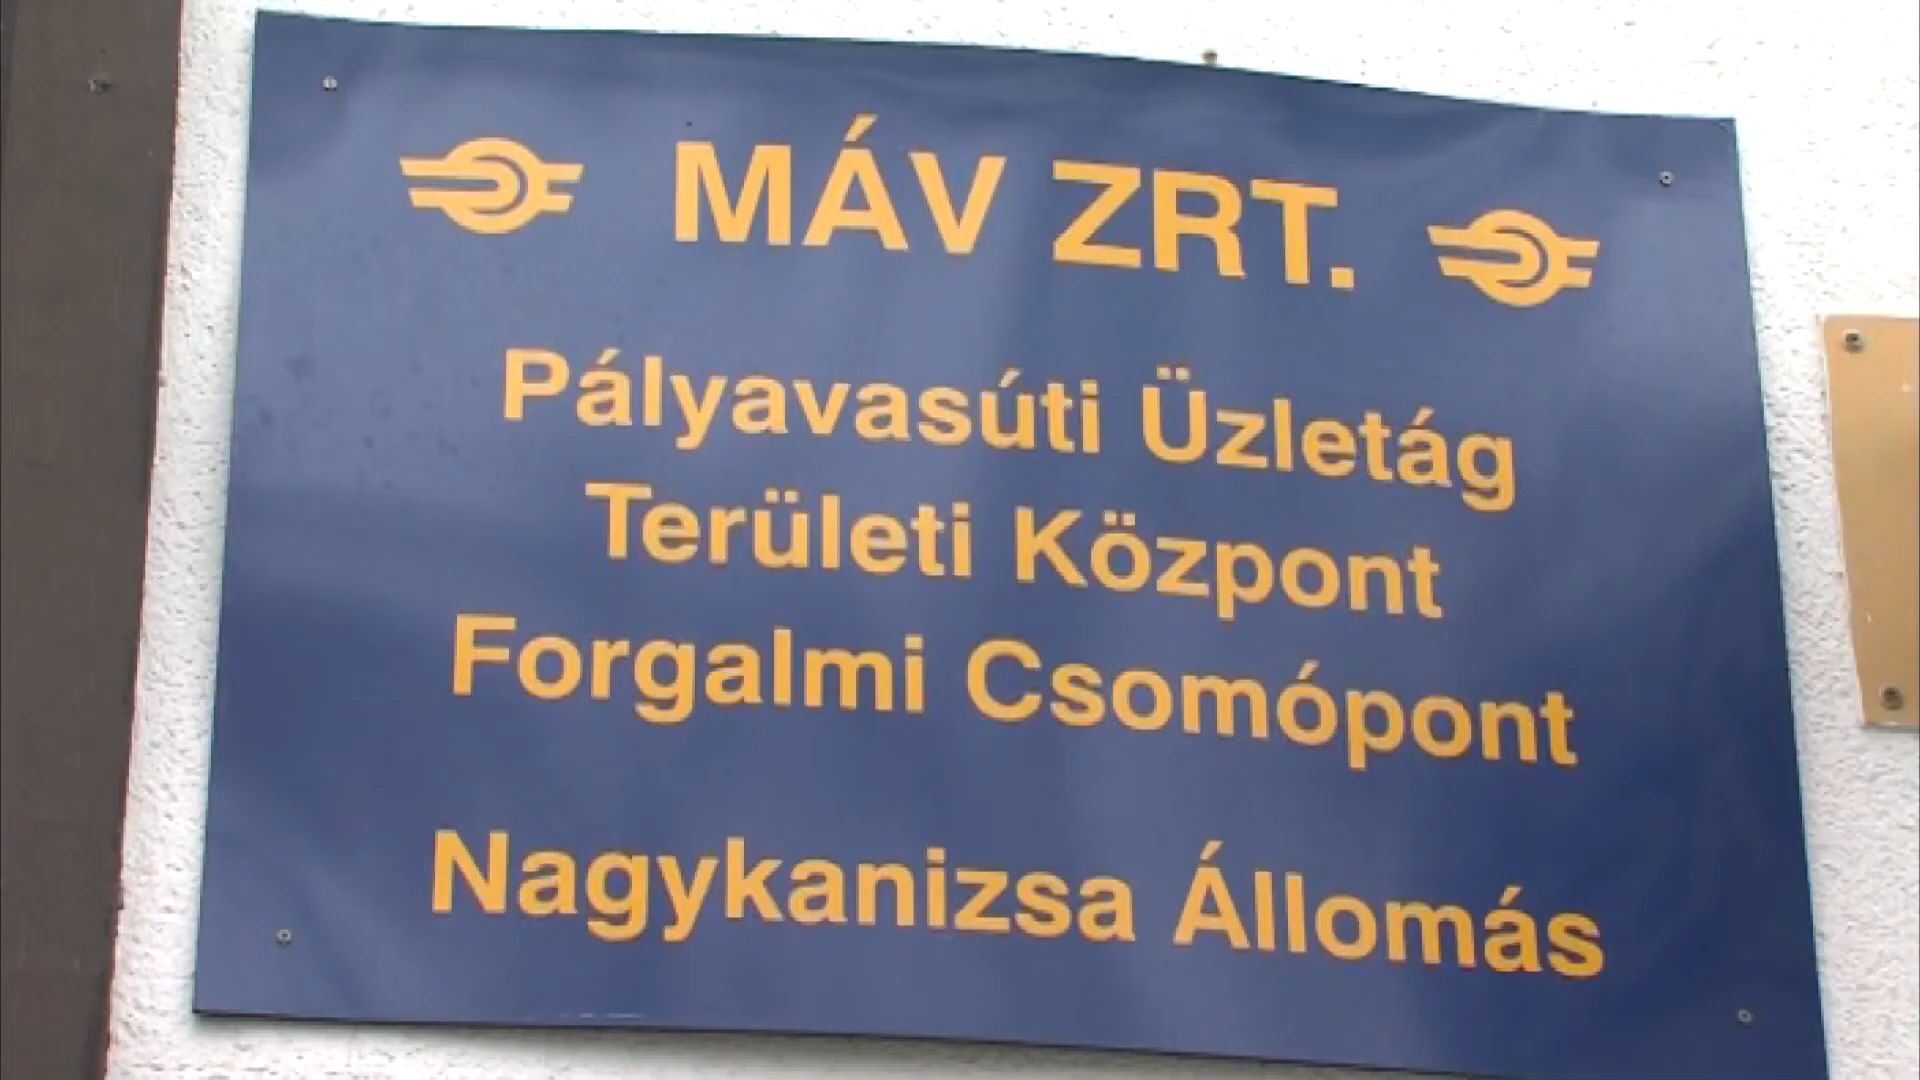 MÁV ZRT.
Pályavasúti Üzletág
Területi Központ
Forgalmi Csomópont
Nagykanizsa Állomás